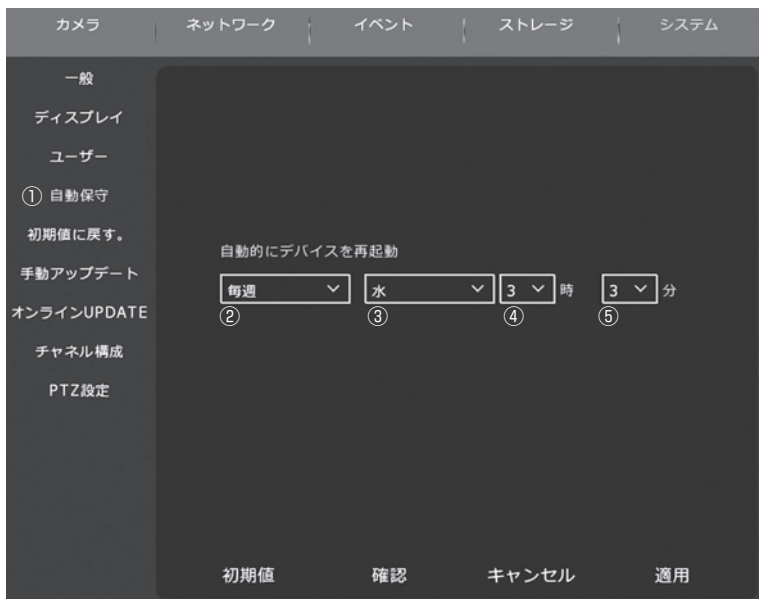 カメラ ネットワーク イベント ストレージ システム
一般
ディスプレイ
ユーザー
① 自動保守
初期値に戻す。
手動アップデート
オンラインUPDATE
チャネル構成
PTZ設定
自動的にデバイスを再起動
毎週 水 3 時 3 分
② ③ ④ ⑤
初期値 確認 キャンセル 適用